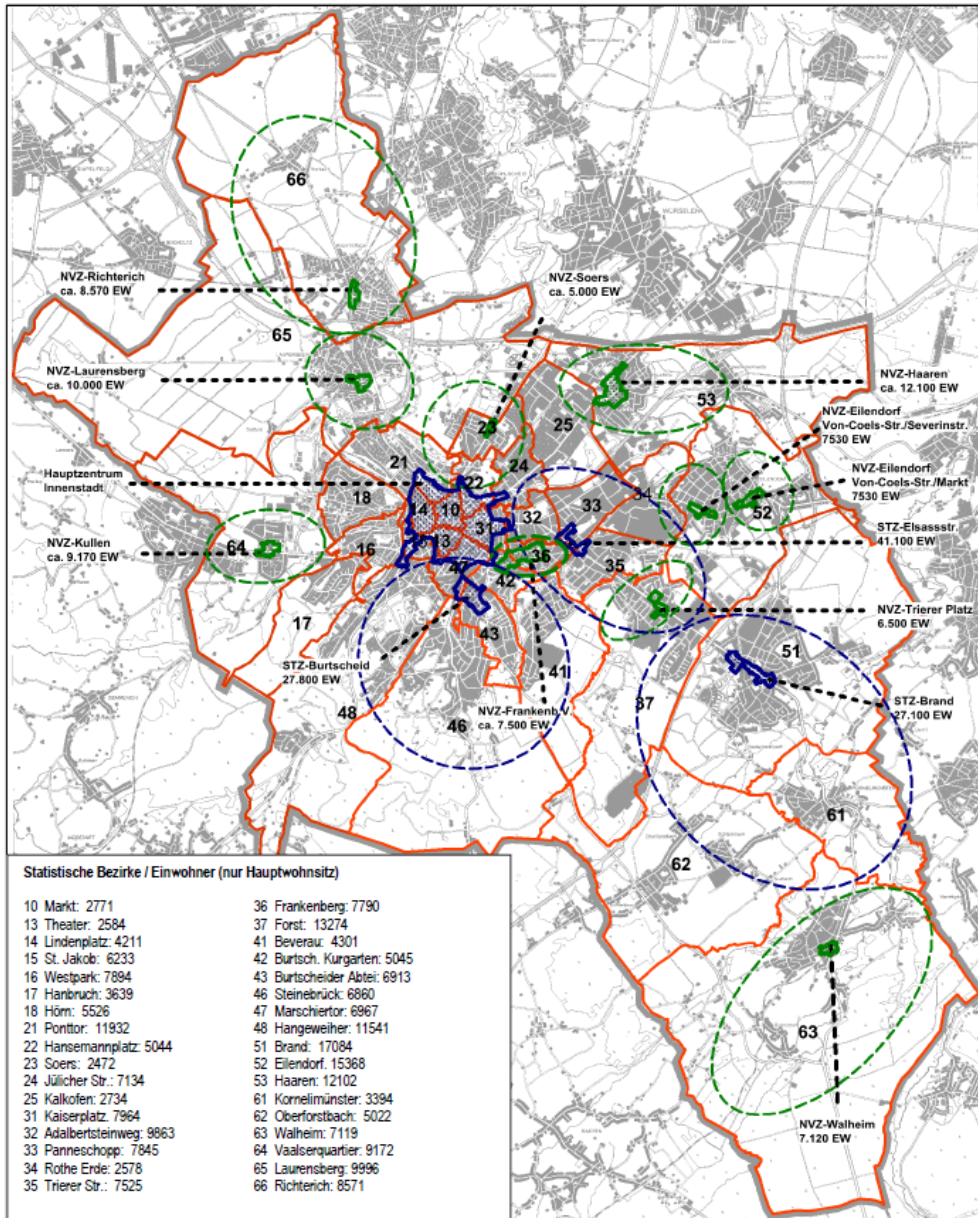 66
NVZ-Soers
ca. 5.000 EW
NVZ-Richterich
ca. 8.570 EW
65
NVZ-Laurensberg
ca. 10.000 EW
NVZ-Haaren
ca. 12.100 EW
53
23
25
NVZ-Eilendorf
Von-Coels-Str./Severinstr.
7530 EW
21
24
Hauptzentrum
Innenstadt
22
NVZ-Eilendorf
Von-Coels-Str./Markt
7530 EW
18
14
10
31
32
33
34
52
STZ-Elsassstr.
41.100 EW
NVZ-Kullen
ca. 9.170 EW
64
16
13
36
35
47
42
NVZ-Trierer Platz
6.500 EW
17
43
51
STZ-Burtscheid
27.800 EW
41
STZ-Brand
27.100 EW
48
46
NVZ-Frankenb.V.
ca. 7.500 EW
37
61
62
63
NVZ-Walheim
7.120 EW
Statistische Bezirke / Einwohner (nur Hauptwohnsitz)
10 Markt: 2771
13 Theater: 2584
14 Lindenplatz: 4211
15 St. Jakob: 6233
16 Westpark: 7894
17 Hanbruch: 3639
18 Hörn: 5526
21 Ponttor: 11932
22 Hansemannplatz: 5044
23 Soers: 2472
24 Jülicher Str.: 7134
25 Kalkofen: 2734
31 Kaiserplatz. 7964
32 Adalbertsteinweg: 9863
33 Panneschopp: 7845
34 Rothe Erde: 2578
35 Trierer Str.: 7525
36 Frankenberg: 7790
37 Forst: 13274
41 Beverau: 4301
42 Burtsch. Kurgarten: 5045
43 Burtscheider Abtei: 6913
46 Steinebrück: 6860
47 Marschiertor: 6967
48 Hangeweiher: 11541
51 Brand: 17084
52 Eilendorf. 15368
53 Haaren: 12102
61 Kornelimünster: 3394
62 Oberforstbach: 5022
63 Walheim: 7119
64 Vaalserquartier: 9172
65 Laurensberg: 9996
66 Richterich: 8571